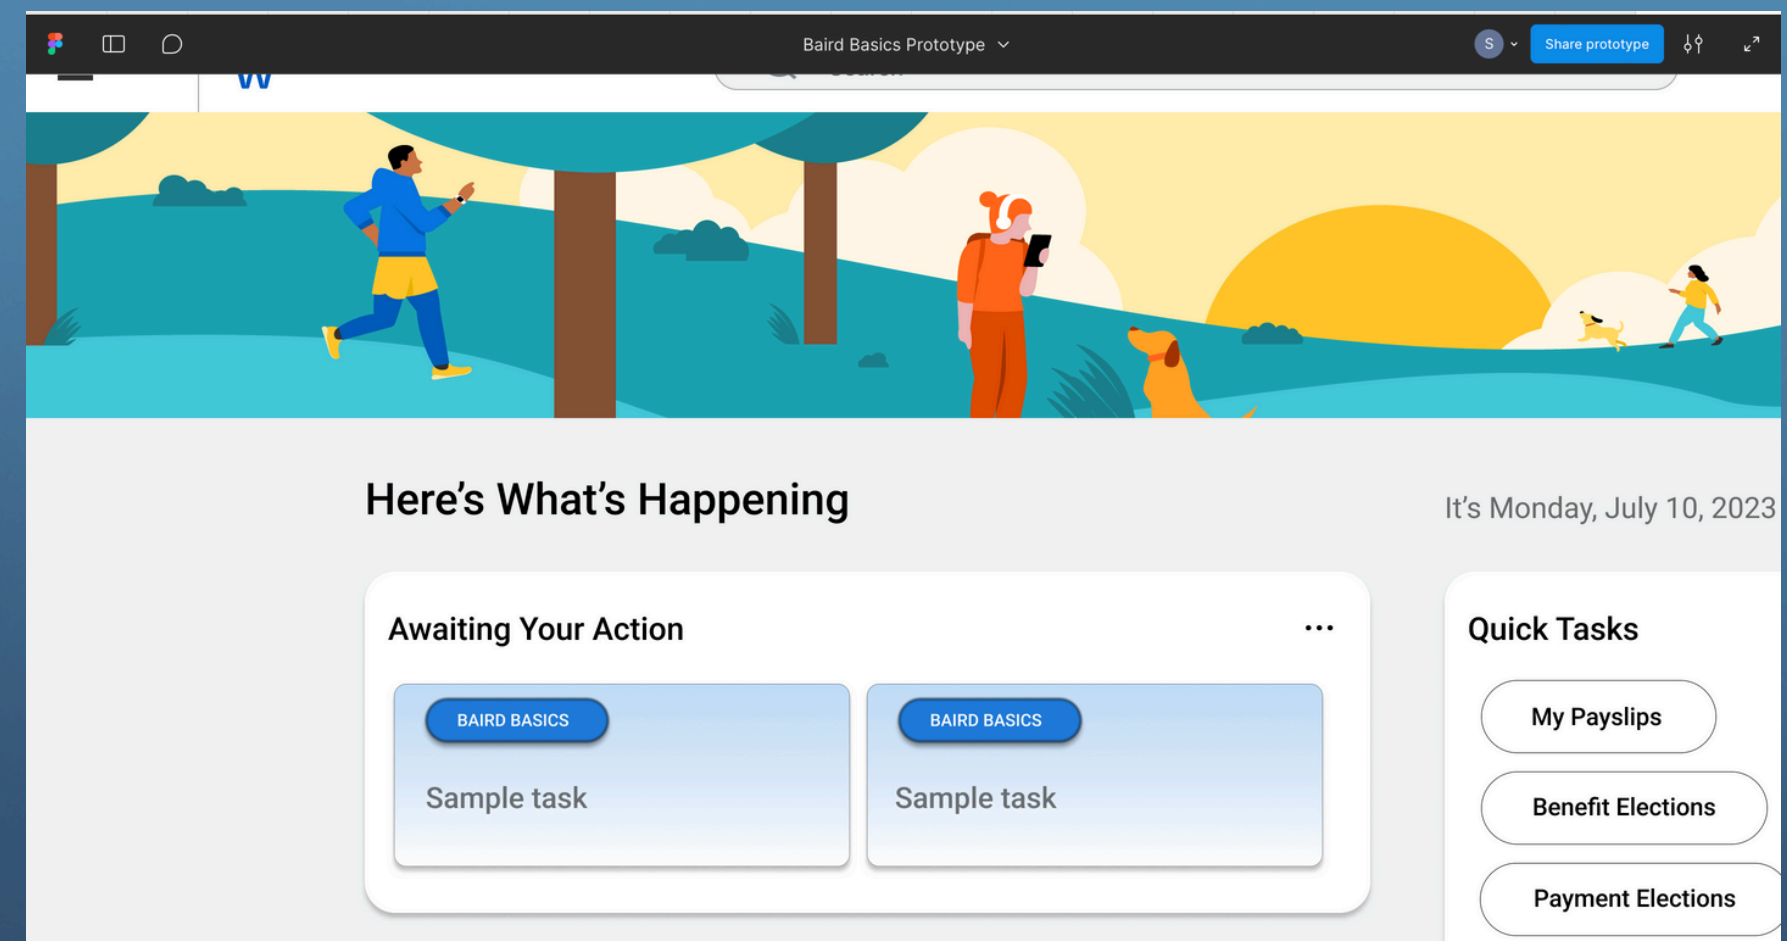 Baird Basics Prototype
S
Share prototype
W
Here’s What’s Happening
It’s Monday, July 10, 2023
Awaiting Your Action
Quick Tasks
BAIRD BASICS
BAIRD BASICS
My Payslips
Sample task
Sample task
Benefit Elections
Payment Elections